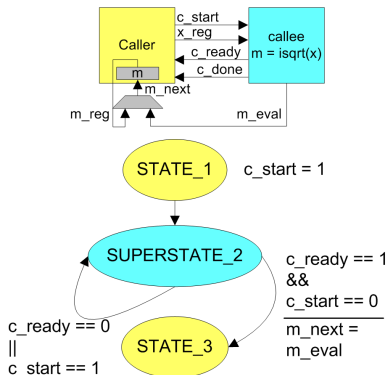 c_start
x_reg
Caller
callee
m = isqrt(x)
c_ready
c_done
m
m_next
m_reg
m_eval
STATE_1
c_start = 1
SUPERSTATE_2
c_ready == 1
&&
c_start == 0
m_next =
m_eval
c_ready == 0
||
c_start == 1
STATE_3